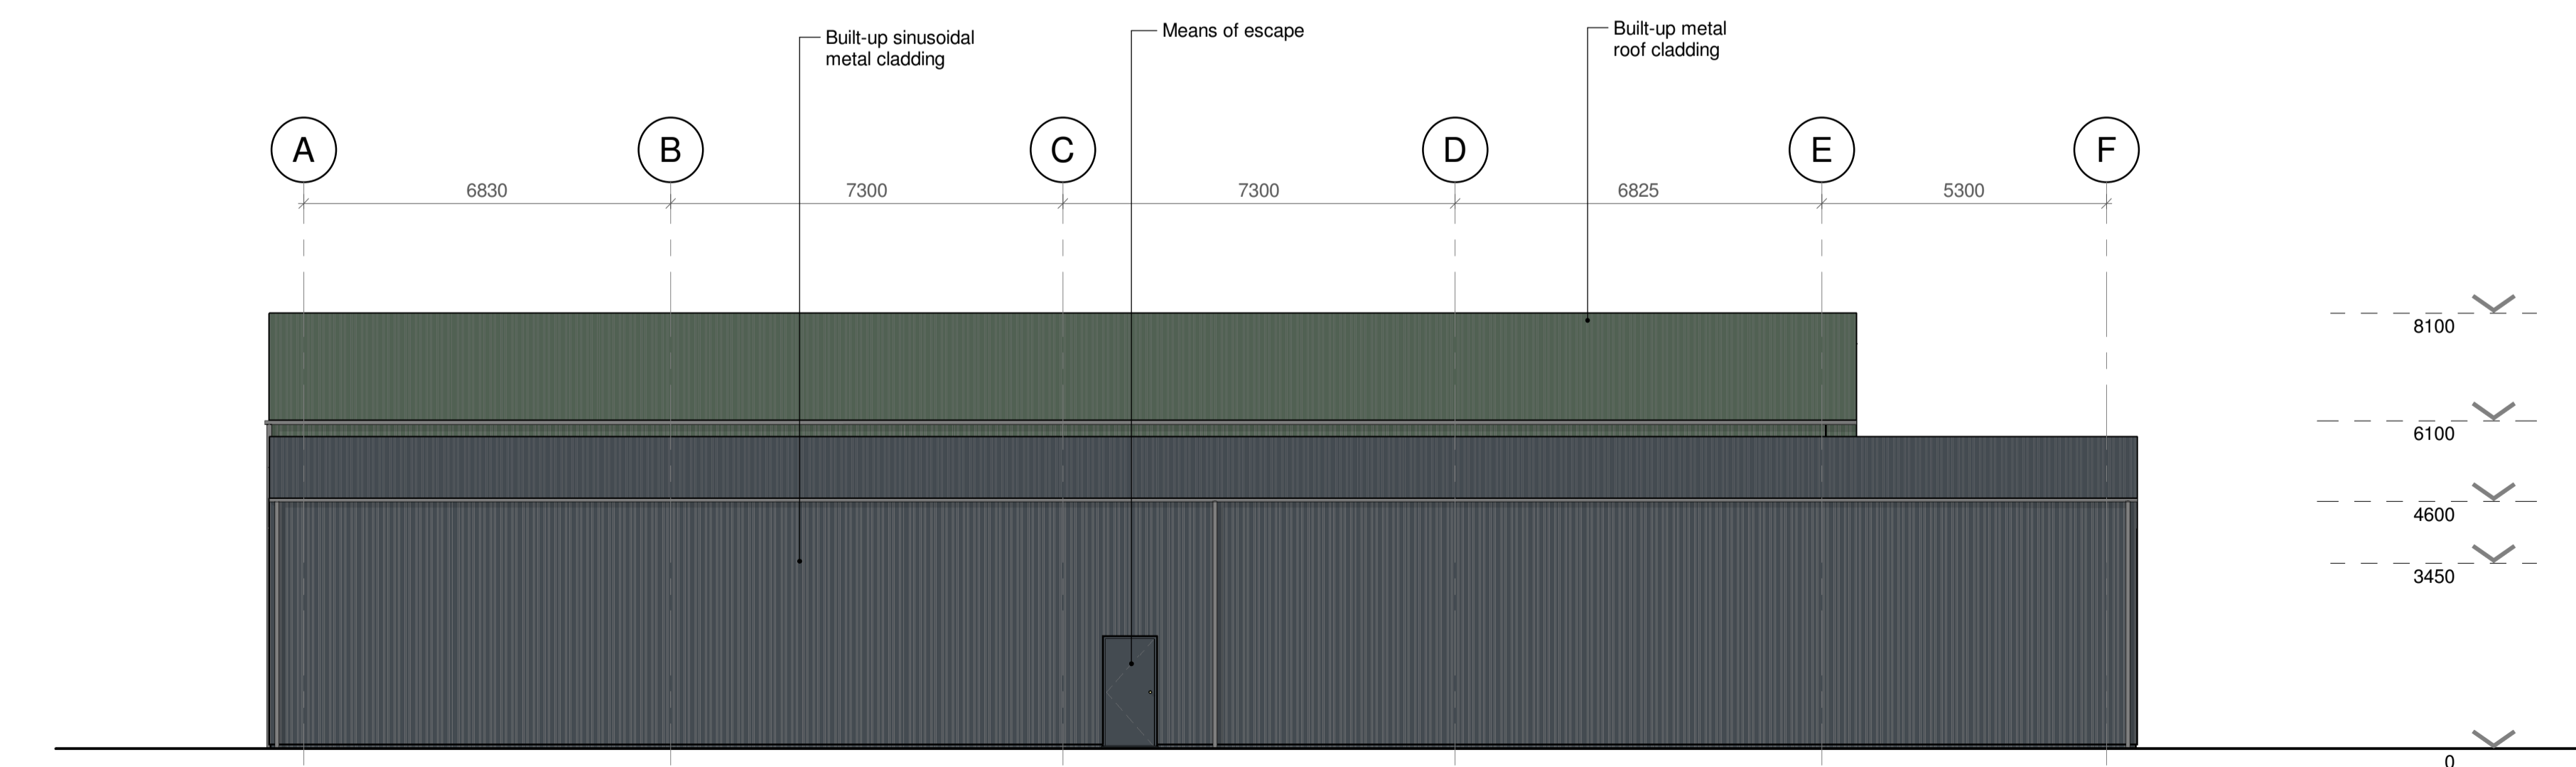 Built-up sinusoidal
metal cladding
Means of escape
Built-up metal
roof cladding
A
B
C
D
E
F
6830
7300
7300
6825
5300
8100
6100
4600
3450
0